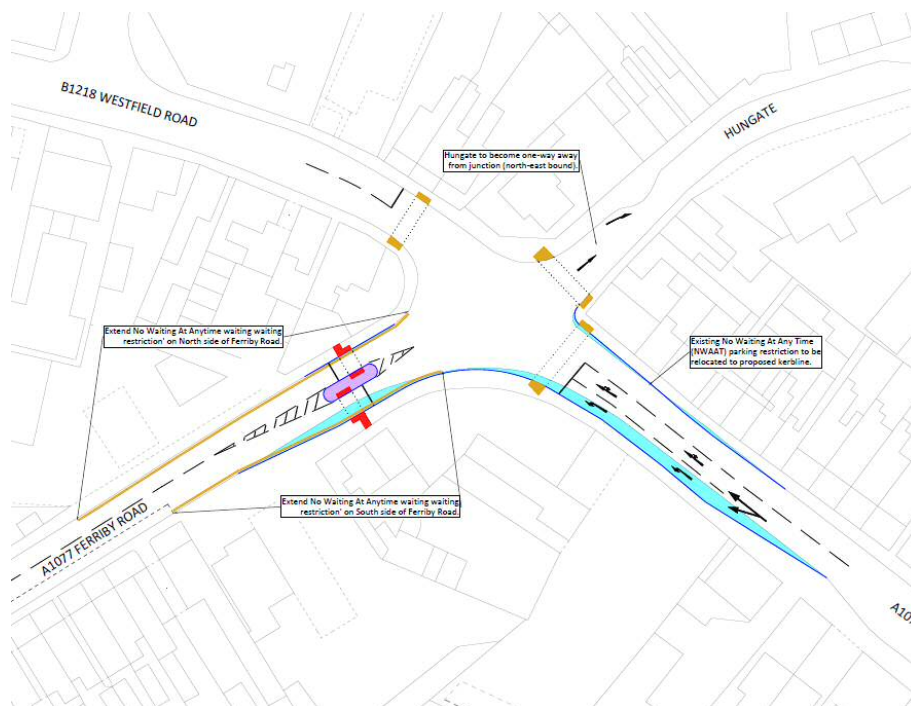 B1218 WESTFIELD ROAD
HUNGATE
Hungate to become one-way away
from junction (north-east bound).
Extend No Waiting At Anytime waiting waiting
restriction' on North side of Ferriby Road.
Existing No Waiting At Any Time
(NWAAT) parking restriction to be
relocated to proposed kerbline.
Extend No Waiting At Anytime waiting waiting
restriction' on South side of Ferriby Road.
A1077 FERRIBY ROAD
A107